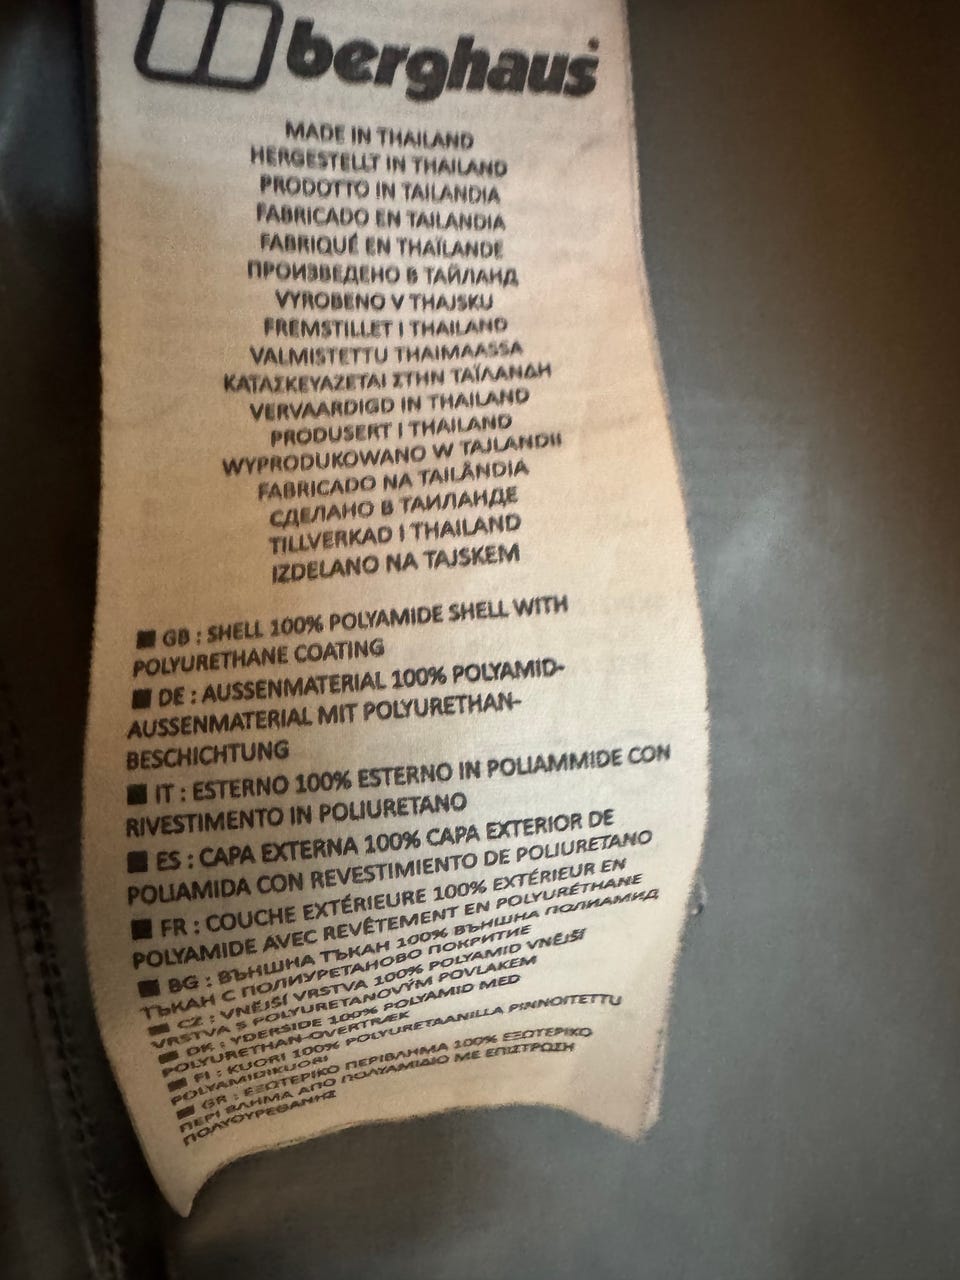 berghaus
MADE IN THAILAND
HERGESTELLT IN THAILAND
PRODOTTO IN TAILANDIA
FABRICADO EN TAILANDIA
FABRIQUÉ EN THAÏLANDE
ПРОИЗВЕДЕНО В ТАЙЛАНД
VYROBENO V THAJSKU
FREMSTILLET I THAILAND
VALMISTETTU THAIMAASSA
ΚΑΤΑΣΚΕΥΑΖΕΤΑΙ ΣΤΗΝ ΤΑΪΛΑΝΔΗ
VERVAARDIGD IN THAILAND
PRODUSERT I THAILAND
WYPRODUKOWANO W TAJLANDII
FABRICADO NA TAILÂNDIA
СДЕЛАНО В ТАИЛАНДЕ
TILLVERKAD I THAILAND
IZDELANO NA TAJSKEM
GB : SHELL 100% POLYAMIDE SHELL WITH
POLYURETHANE COATING
DE : AUSSENMATERIAL 100% POLYAMID-
AUSSENMATERIAL MIT POLYURETHAN-
BESCHICHTUNG
IT : ESTERNO 100% ESTERNO IN POLIAMMIDE CON
RIVESTIMENTO IN POLIURETANO
ES : CAPA EXTERNA 100% CAPA EXTERIOR DE
POLIAMIDA CON REVESTIMIENTO DE POLIURETANO
FR : COUCHE EXTÉRIEURE 100% EXTÉRIEUR EN
POLYAMIDE AVEC REVÊTEMENT EN POLYURÉTHANE
BG : ВЪНШНА ТЪКАН 100% ВЪНШНА ПОЛИАМИД
ТЪКАН С ПОЛИУРЕТАНОВО ПОКРИТИЕ
CZ : VNĚJŠÍ VRSTVA 100% POLYAMID VNĚJŠÍ
VRSTVA S POLYURETANOVÝM POVLAKEM
DK : YDERSIDE 100% POLYAMID MED
POLYURETHAN-OVERTRÆK
FI : KUORI 100% POLYURETAANILLA PINNOITETTU
POLYAMIDIKUORI
GR : ΕΞΩΤΕΡΙΚΟ ΠΕΡΙΒΛΗΜΑ 100% ΕΞΩΤΕΡΙΚΟ
ΠΕΡΙ ΒΛΗΜΑ ΑΠΟ ΠΟΛΥΑΜΙΔΙΟ ΜΕ ΕΠΙΣΤΡΩΣΗ
ΠΟΛΥΟΥΡΕΘΑΝΗΣ